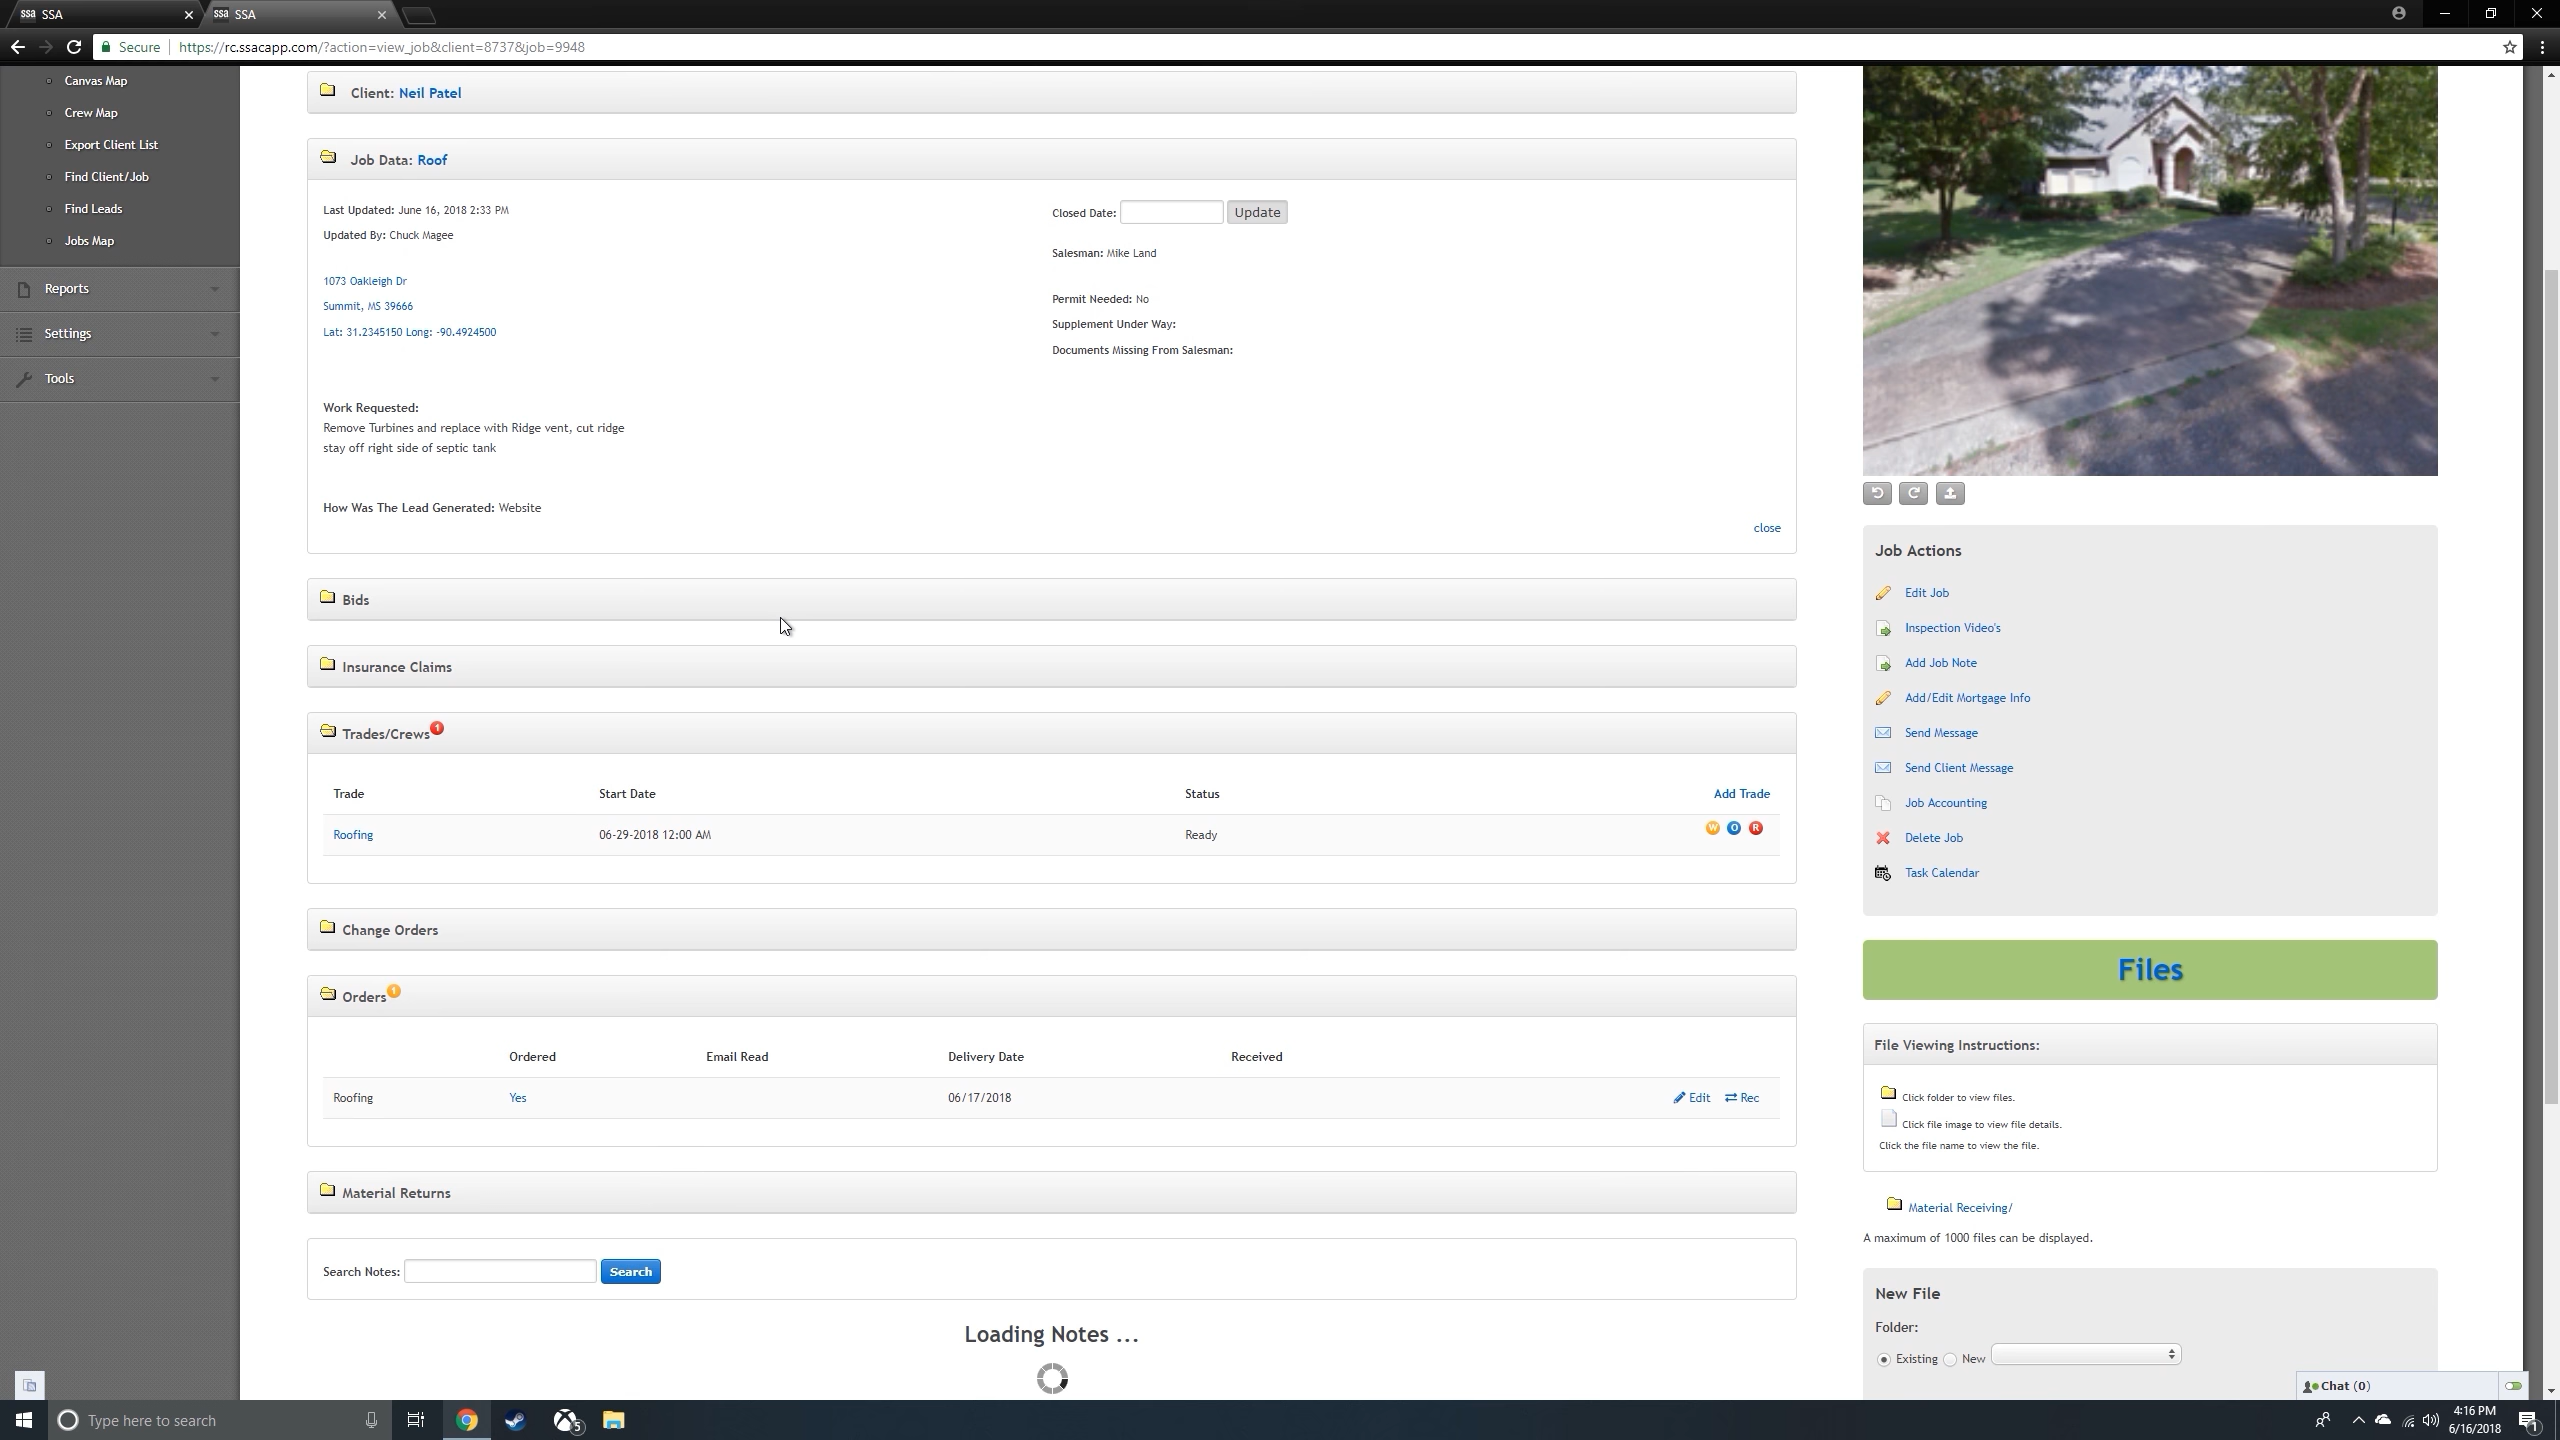 ssa SSA
ssa SSA
Secure https://rc.ssacapp.com/?action=view_job&client=8737&job=9948
Canvas Map
Crew Map
Export Client List
Find Client/Job
Find Leads
Jobs Map
Reports
Settings
Tools
Client: Neil Patel
Job Data: Roof
Last Updated: June 16, 2018 2:33 PM
Updated By: Chuck Magee
1073 Oakleigh Dr
Summit, MS 39666
Lat: 31.2345150 Long: -90.4924500
Closed Date: Update
Salesman: Mike Land
Permit Needed: No
Supplement Under Way:
Documents Missing From Salesman:
Work Requested:
Remove Turbines and replace with Ridge vent, cut ridge
stay off right side of septic tank
How Was The Lead Generated: Website
close
Bids
Insurance Claims
Trades/Crews 1
Trade Start Date Status Add Trade
Roofing 06-29-2018 12:00 AM Ready W O R
Change Orders
Orders 1
Ordered Email Read Delivery Date Received
Roofing Yes 06/17/2018 Edit Rec
Material Returns
Search Notes: Search
Loading Notes ...
Job Actions
Edit Job
Inspection Video's
Add Job Note
Add/Edit Mortgage Info
Send Message
Send Client Message
Job Accounting
Delete Job
Task Calendar
Files
File Viewing Instructions:
Click folder to view files.
Click file image to view file details.
Click the file name to view the file.
Material Receiving/
A maximum of 1000 files can be displayed.
New File
Folder:
Existing New
Chat (0)
Type here to search
5
4:16 PM
6/16/2018
1